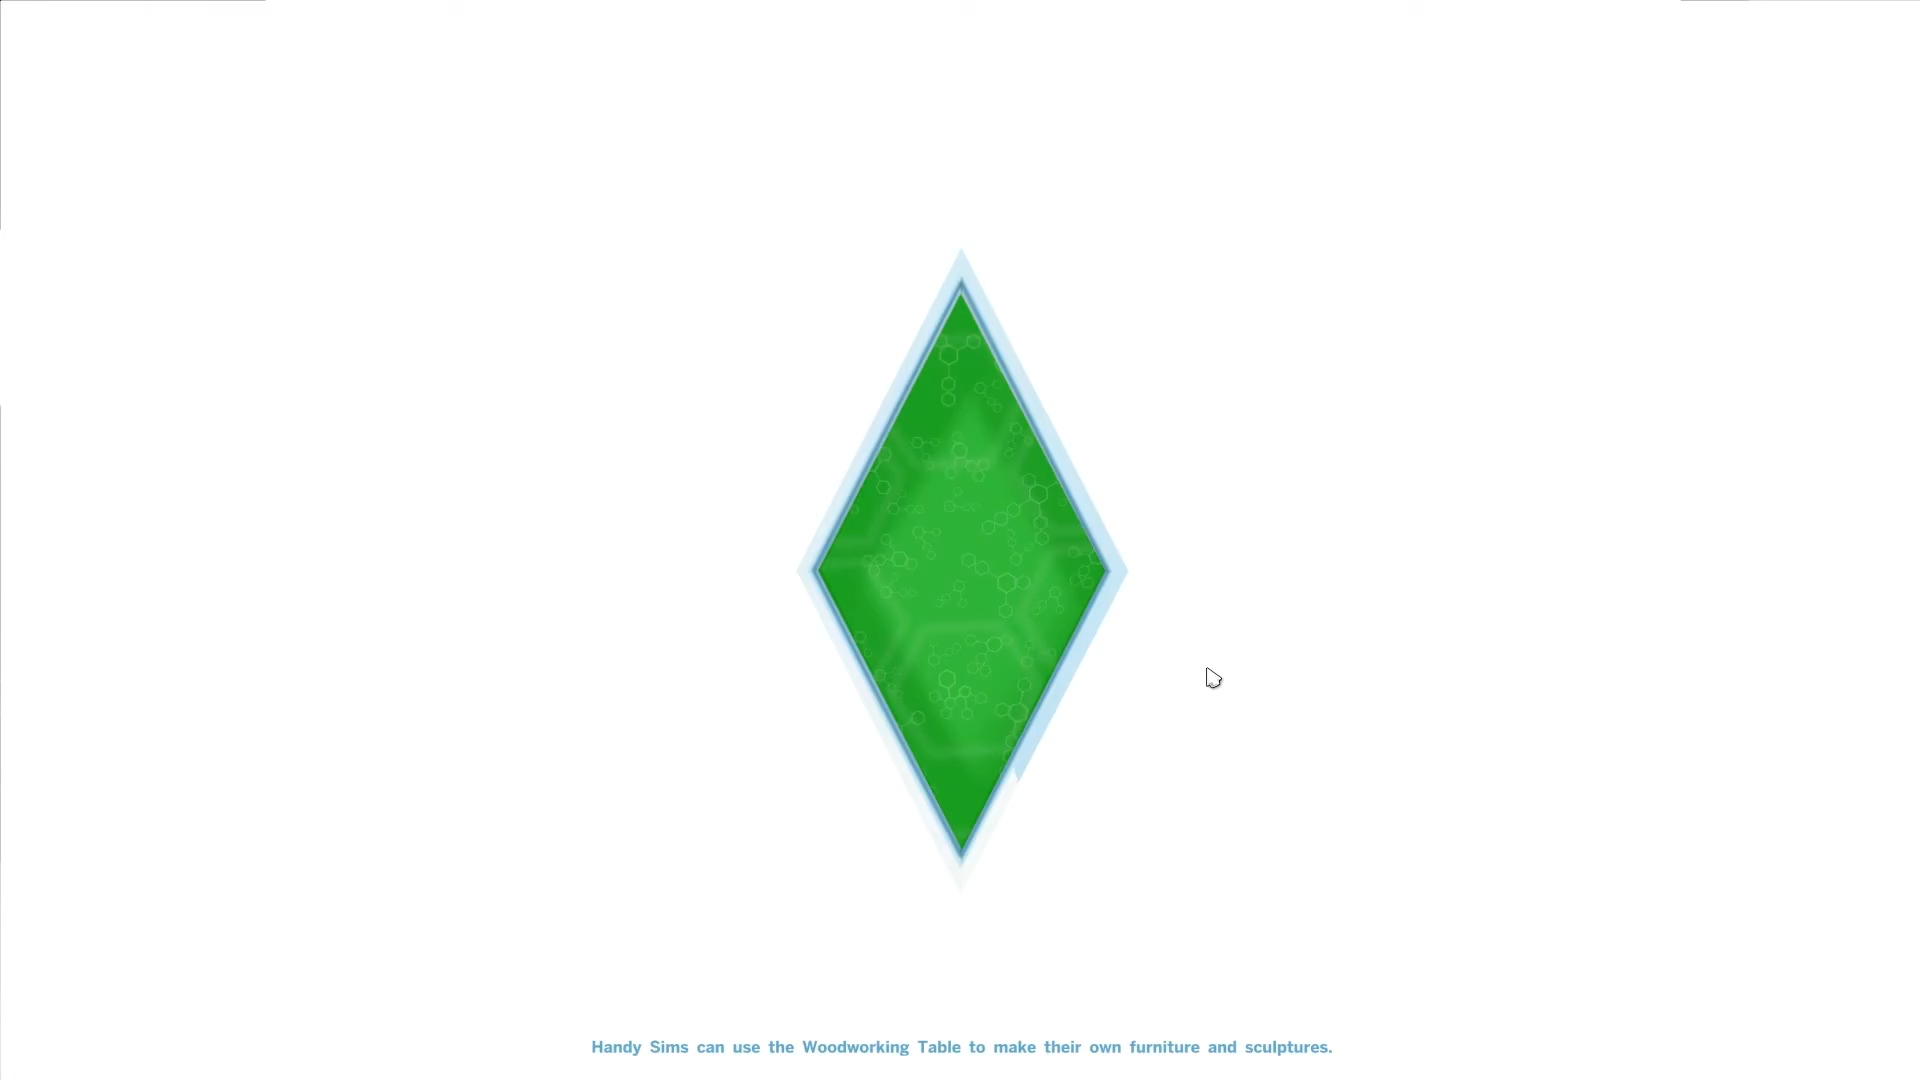 Handy Sims can use the Woodworking Table to make their own furniture and sculptures.